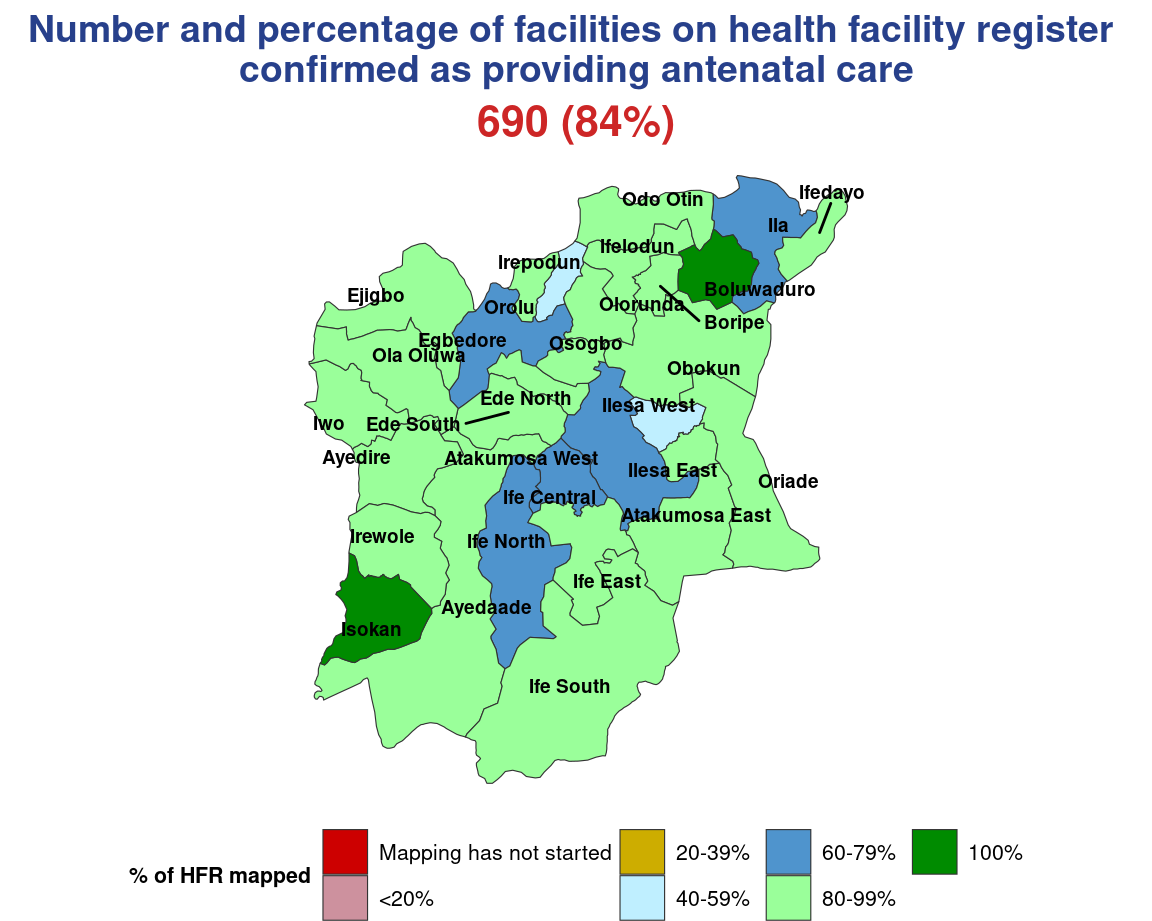 Number and percentage of facilities on health facility register
confirmed as providing antenatal care
690 (84%)
Ifedayo
Odo Otin
Ila
Ifelodun
Irepodun
Boluwaduro
Ejigbo
Orolu
Olorunda
Boripe
Egbedore
Osogbo
Ola Oluwa
Obokun
Ede North
Ilesa West
Iwo
Ede South
Ayedire
Atakumosa West
Ilesa East
Oriade
Ife Central
Atakumosa East
Irewole
Ife North
Ife East
Ayedaade
Isokan
Ife South
% of HFR mapped
Mapping has not started
20-39%
60-79%
100%
<20%
40-59%
80-99%